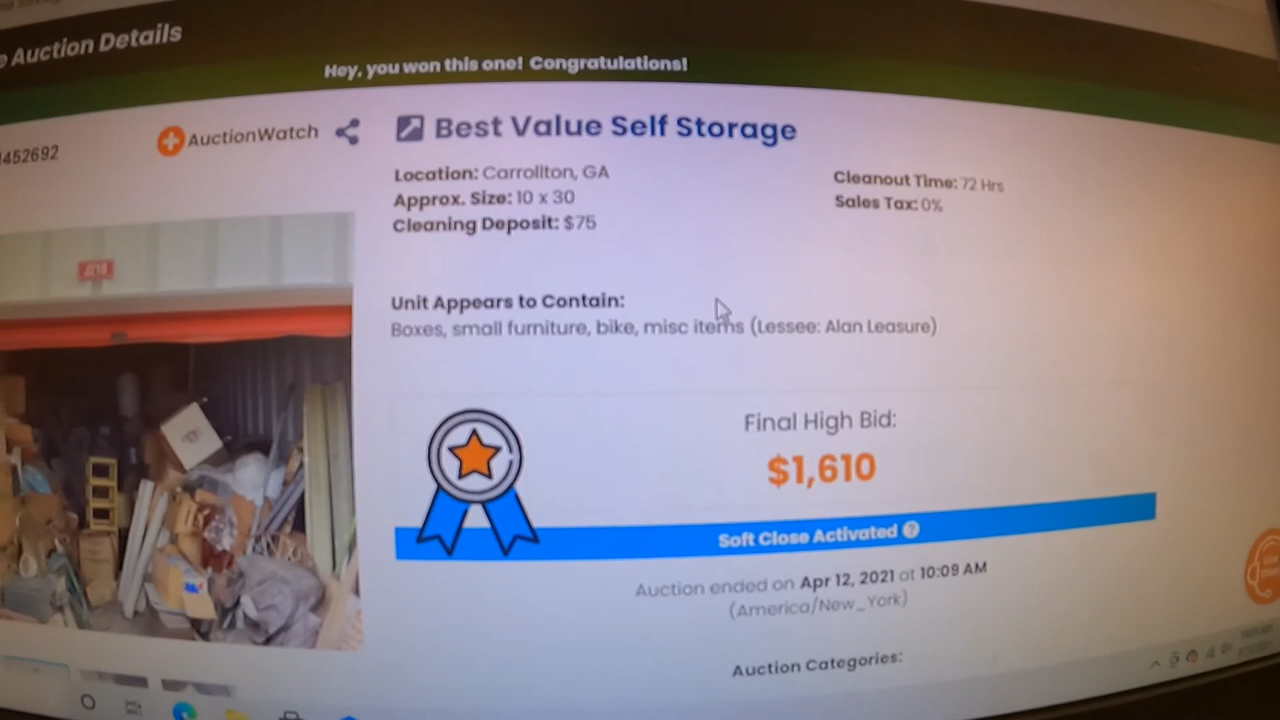 Auction Details
Hey, you won this one! Congratulations!
452692
AuctionWatch
Best Value Self Storage
Location: Carrollton, GA
Approx. Size: 10 x 30
Cleaning Deposit: $75
Cleanout Time: 72 Hrs
Sales Tax: 0%
Unit Appears to Contain:
Boxes, small furniture, bike, misc items (Lessee: Alan Leasure)
Final High Bid:
$1,610
Soft Close Activated ?
Auction ended on Apr 12, 2021 at 10:09 AM
(America/New_York)
Auction Categories: